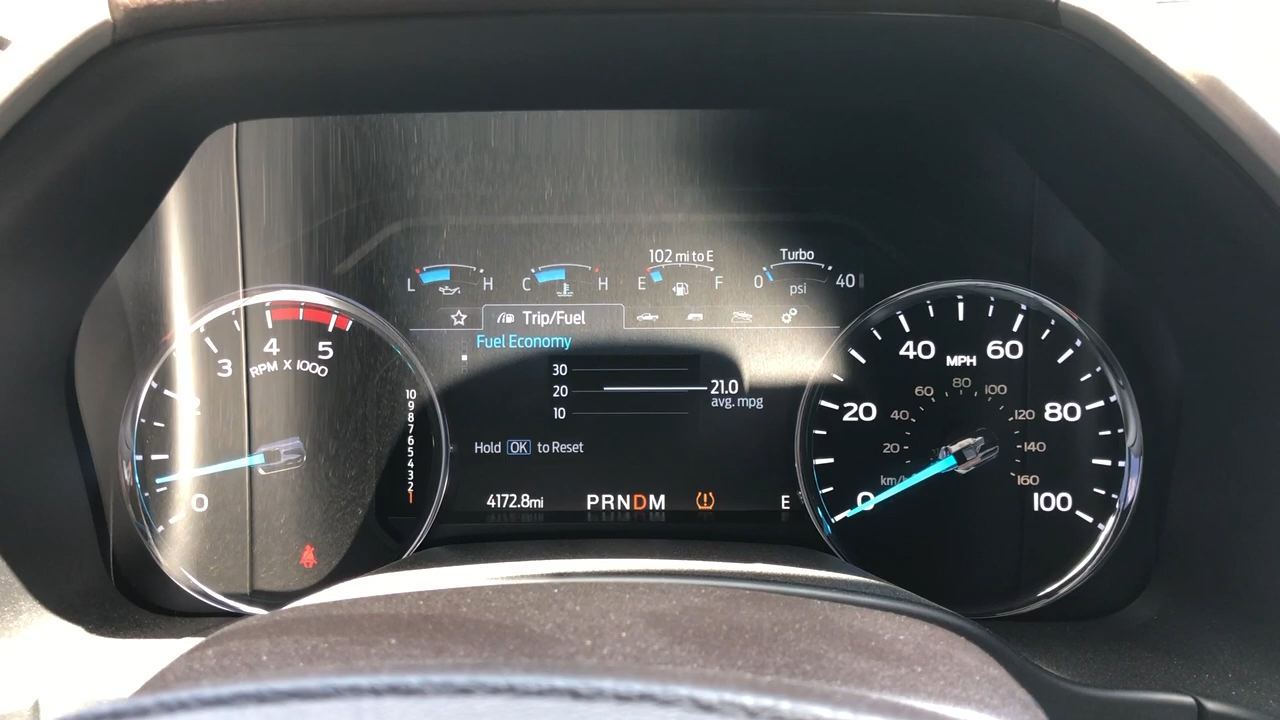 102 mi to E
Turbo
L H
C H
E F
0 40
psi
Trip/Fuel
Fuel Economy
30
20
10
21.0
avg. mpg
Hold OK to Reset
4172.8mi
PRNDM
E
0
2
3
4
5
RPM X 1000
10
9
8
7
6
5
4
3
2
1
0
20
40
60
80
100
MPH
20
40
60
80
100
120
140
160
km/h